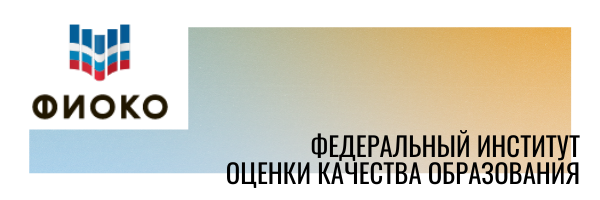 ФИОКО
ФЕДЕРАЛЬНЫЙ ИНСТИТУТ
ОЦЕНКИ КАЧЕСТВА ОБРАЗОВАНИЯ